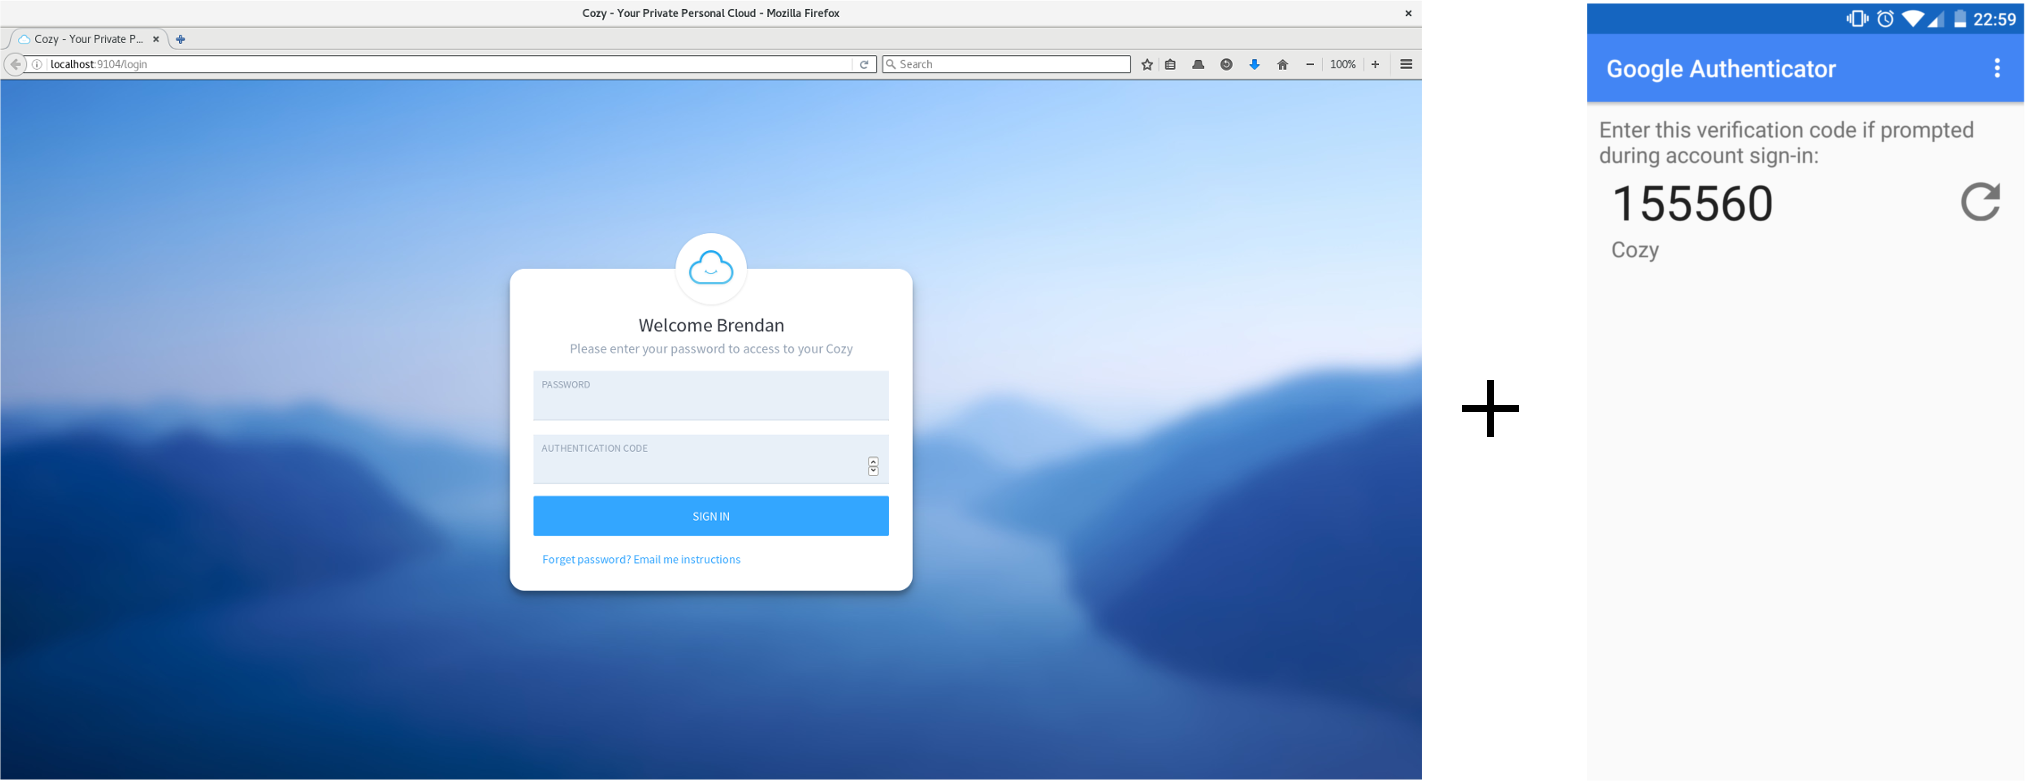 Cozy - Your Private Personal Cloud - Mozilla Firefox
Cozy - Your Private P...
localhost:9104/login
Search
100%
Welcome Brendan
Please enter your password to access to your Cozy
PASSWORD
AUTHENTICATION CODE
SIGN IN
Forget password? Email me instructions
+
22:59
Google Authenticator
Enter this verification code if prompted
during account sign-in:
155560
Cozy